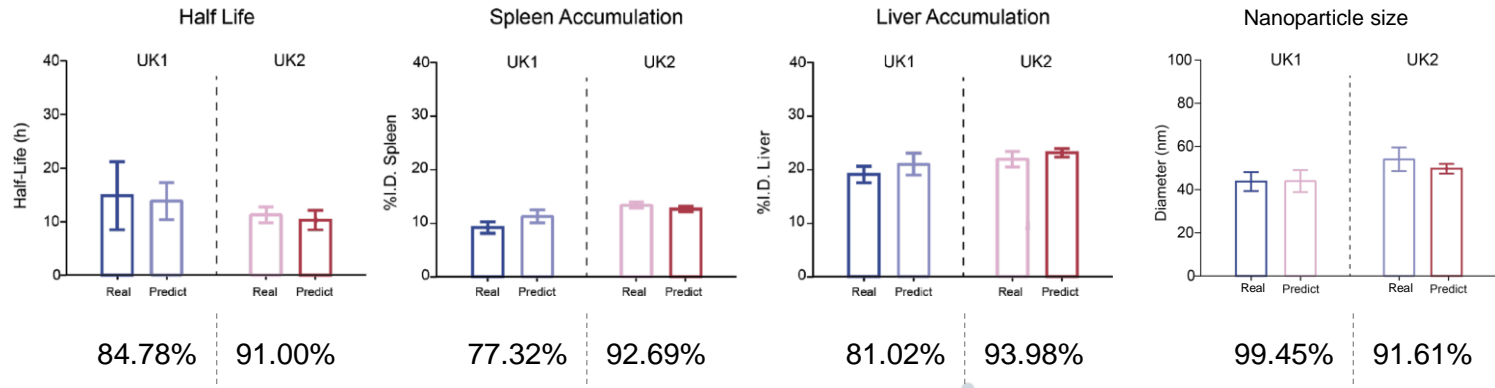 Half Life
UK1 UK2
Half-Life (h)
40
30
20
10
0
Real Predict Real Predict
84.78% 91.00%
Spleen Accumulation
UK1 UK2
%I.D. Spleen
40
30
20
10
0
Real Predict Real Predict
77.32% 92.69%
Liver Accumulation
UK1 UK2
%I.D. Liver
40
30
20
10
0
Real Predict Real Predict
81.02% 93.98%
Nanoparticle size
UK1 UK2
Diameter (nm)
100
80
60
40
20
0
Real Predict Real Predict
99.45% 91.61%